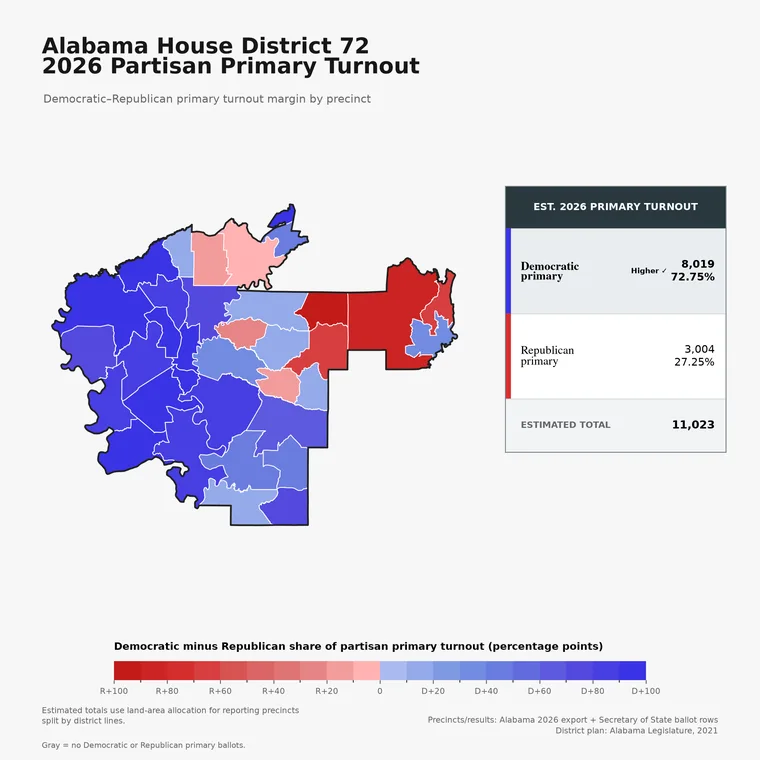 Alabama House District 72
2026 Partisan Primary Turnout
Democratic–Republican primary turnout margin by precinct
EST. 2026 PRIMARY TURNOUT
Democratic
primary
Higher ✓
8,019
72.75%
Republican
primary
3,004
27.25%
ESTIMATED TOTAL
11,023
Democratic minus Republican share of partisan primary turnout (percentage points)
R+100 R+80 R+60 R+40 R+20 0 D+20 D+40 D+60 D+80 D+100
Estimated totals use land-area allocation for reporting precincts
split by district lines.
Gray = no Democratic or Republican primary ballots.
Precincts/results: Alabama 2026 export + Secretary of State ballot rows
District plan: Alabama Legislature, 2021